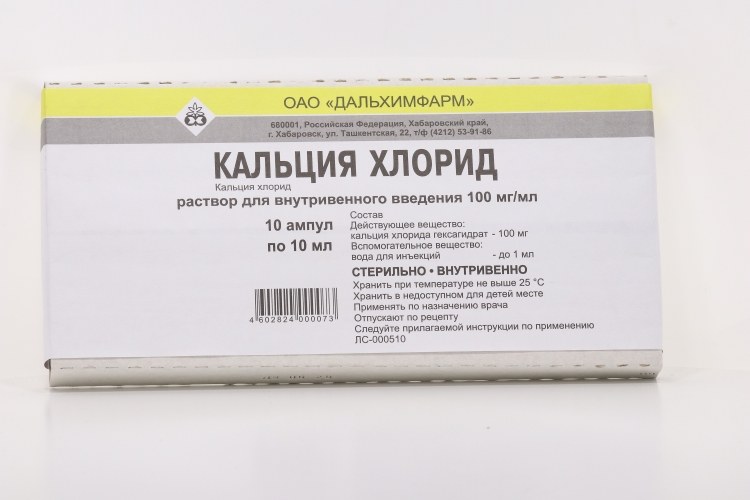 ОАО «ДАЛЬХИМФАРМ»
680001, Российская Федерация, Хабаровский край,
г. Хабаровск, ул. Ташкентская, 22, т/ф (4212) 53-91-86
КАЛЬЦИЯ ХЛОРИД
Кальция хлорид
раствор для внутривенного введения 100 мг/мл
10 ампул
по 10 мл
Состав
Действующее вещество:
кальция хлорида гексагидрат - 100 мг
Вспомогательное вещество:
вода для инъекций - до 1 мл
СТЕРИЛЬНО • ВНУТРИВЕННО
Хранить при температуре не выше 25 °С
Хранить в недоступном для детей месте
Применять по назначению врача
Отпускают по рецепту
Следуйте прилагаемой инструкции по применению
ЛС-000510
4 602824 000073